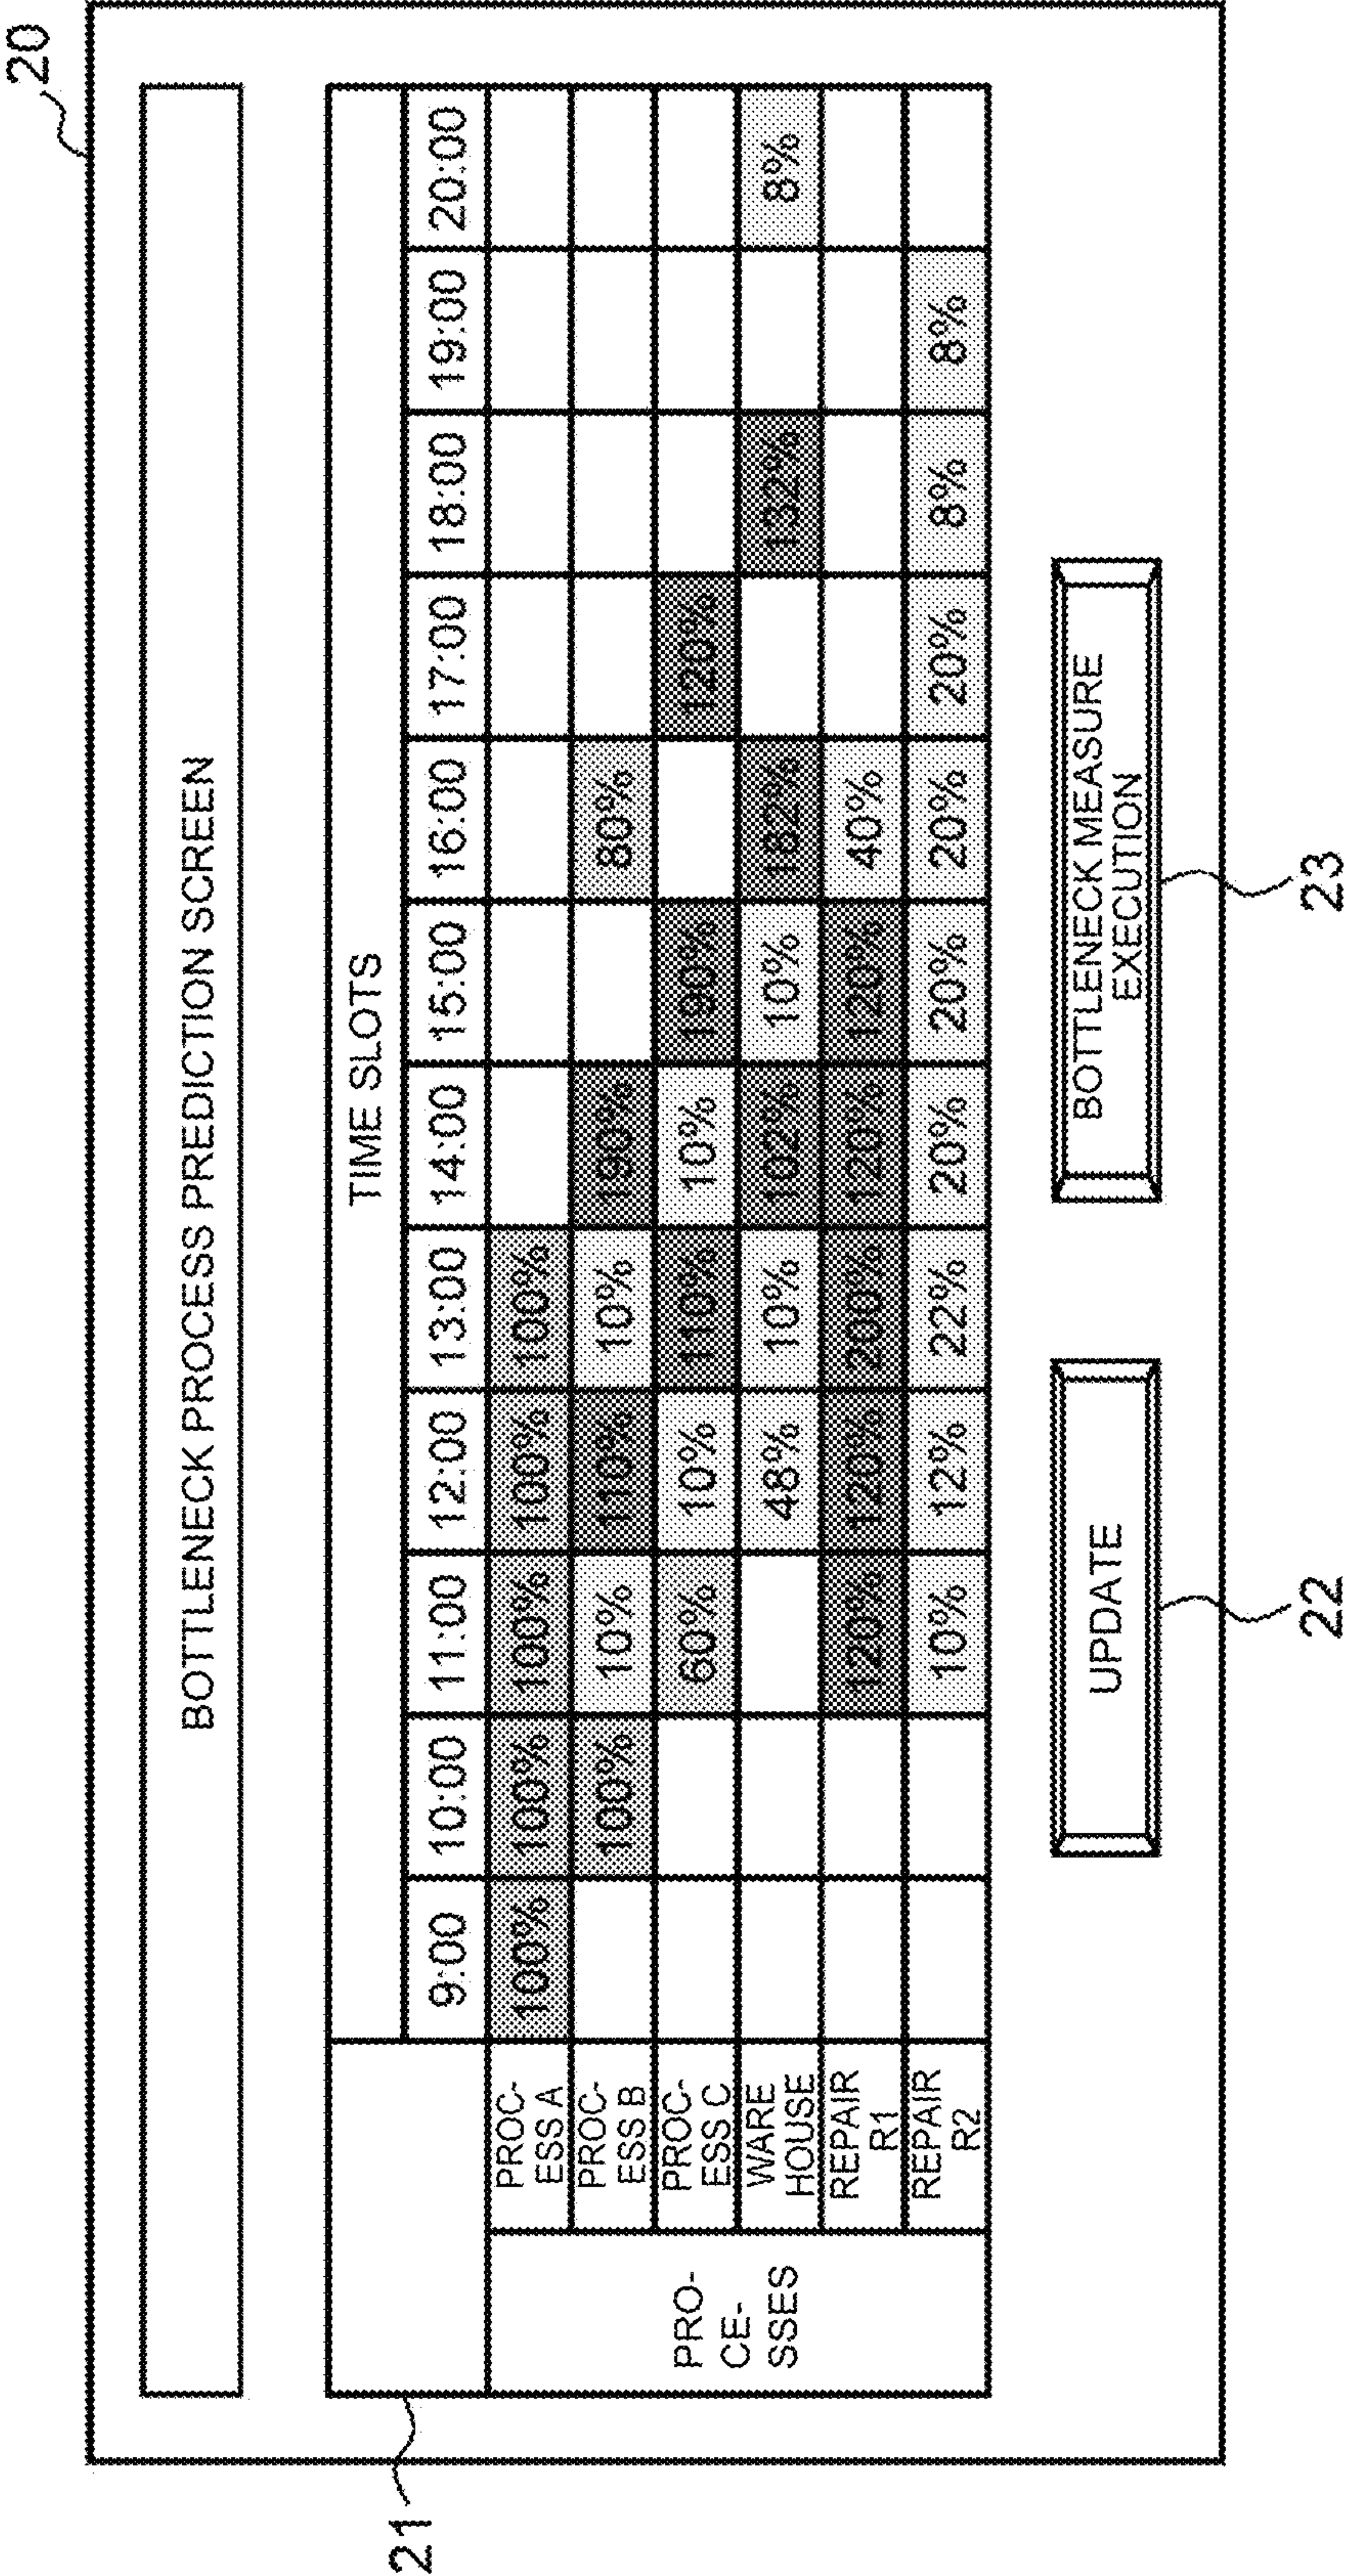 20
BOTTLENECK PROCESS PREDICTION SCREEN
21
TIME SLOTS
9:00 10:00 11:00 12:00 13:00 14:00 15:00 16:00 17:00 18:00 19:00 20:00
PRO-
CE-
SSES
PROC-
ESS A
100% 100% 100% 100% 100%
PROC-
ESS B
100% 10% 110% 10% 190% 80%
PROC-
ESS C
60% 10% 110% 10% 190% 120%
WARE
HOUSE
48% 10% 102% 10% 182% 132% 8%
REPAIR
R1
120% 120% 200% 120% 120% 40%
REPAIR
R2
10% 12% 22% 20% 20% 20% 20% 8% 8%
UPDATE
BOTTLENECK MEASURE
EXECUTION
22
23